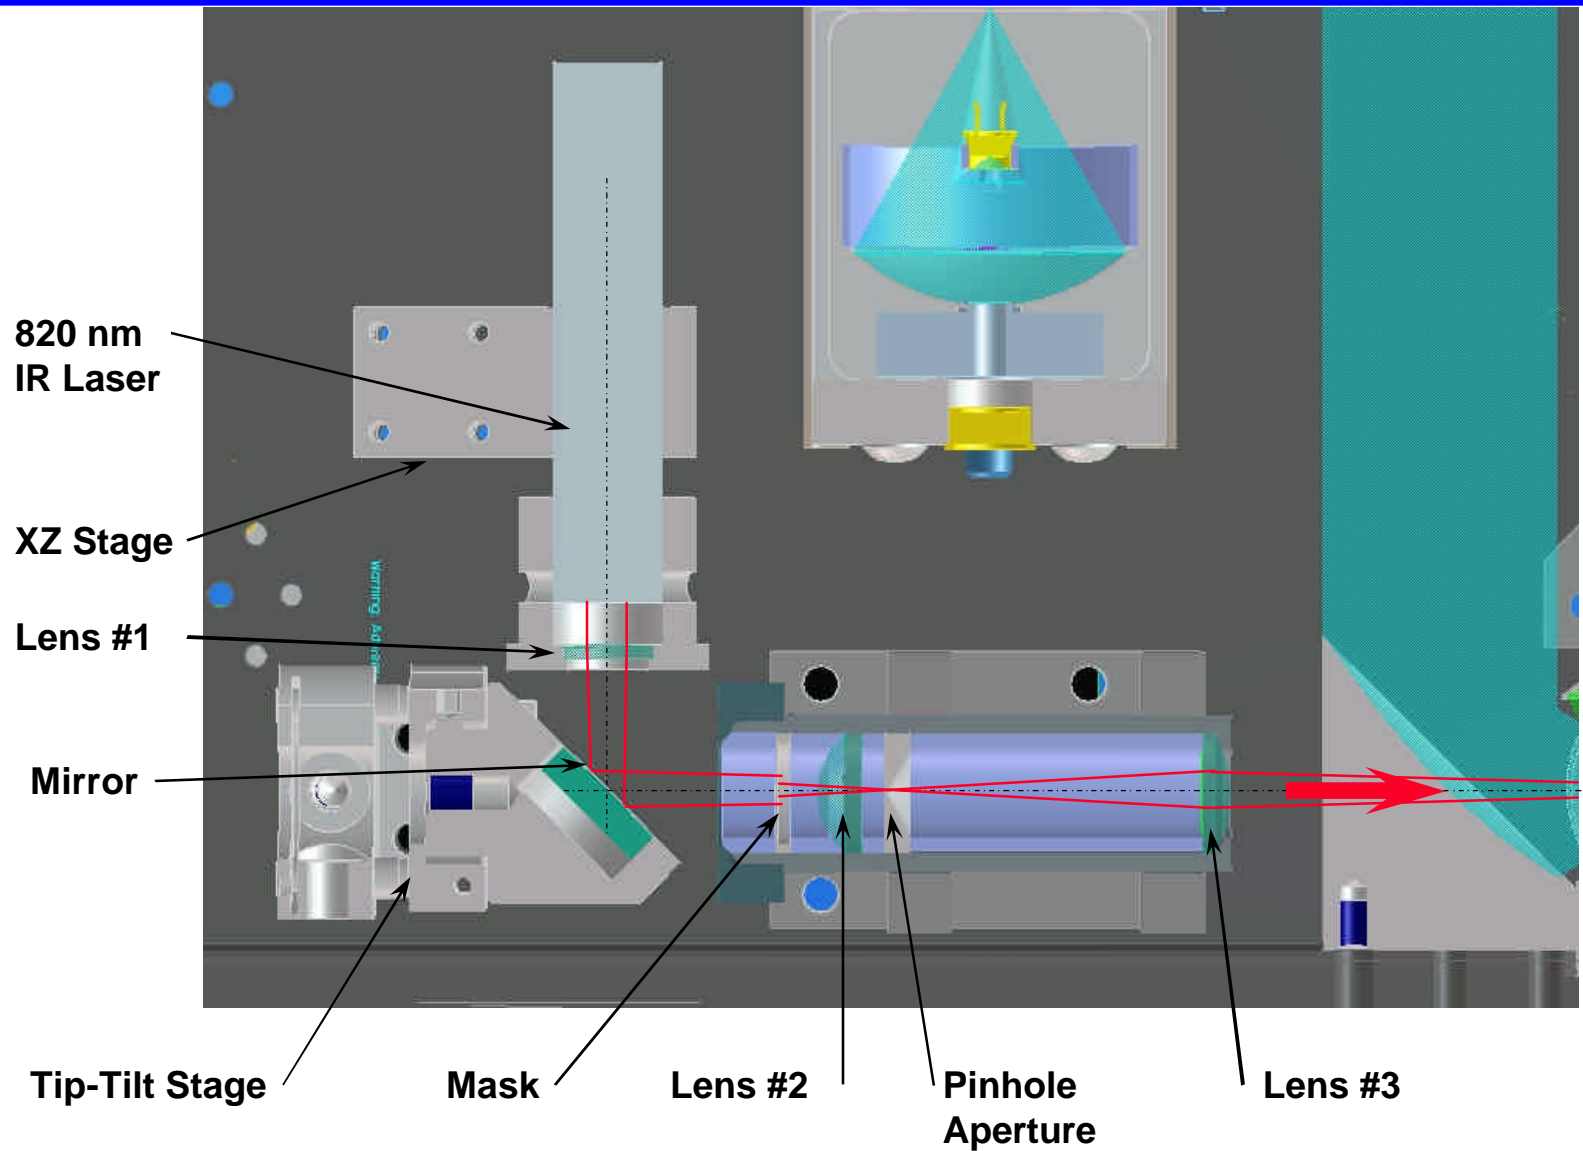 820 nm
IR Laser
XZ Stage
Lens #1
Mirror
Tip-Tilt Stage
Mask
Lens #2
Pinhole
Aperture
Lens #3
Warning: